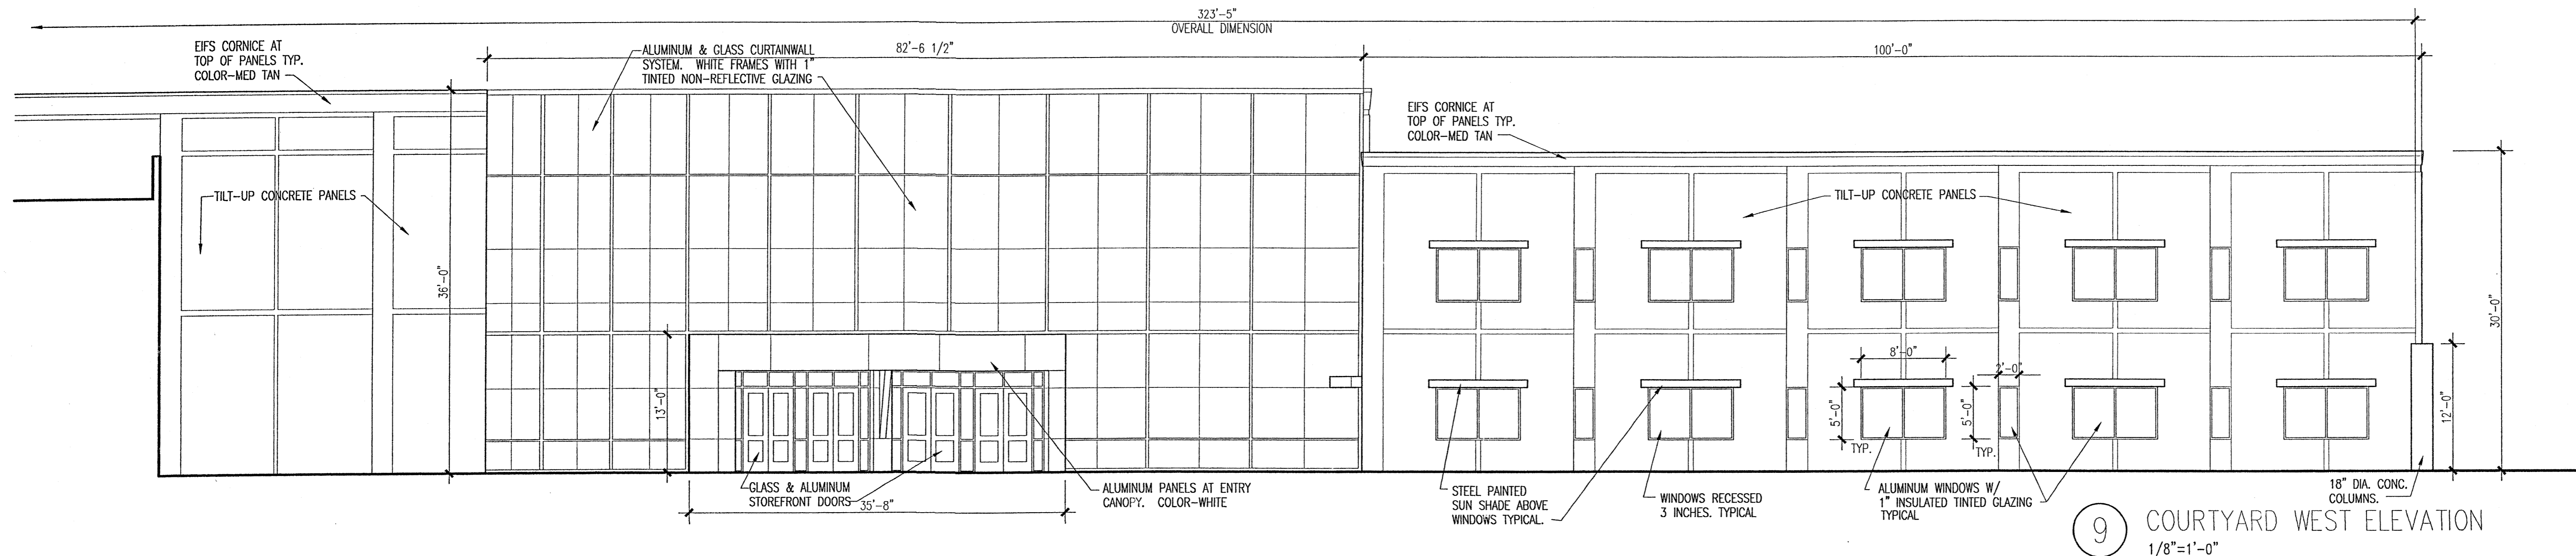 323'-5"
OVERALL DIMENSION
EIFS CORNICE AT
TOP OF PANELS TYP.
COLOR-MED TAN
ALUMINUM & GLASS CURTAINWALL
SYSTEM. WHITE FRAMES WITH 1"
TINTED NON-REFLECTIVE GLAZING
82'-6 1/2"
100'-0"
EIFS CORNICE AT
TOP OF PANELS TYP.
COLOR-MED TAN
TILT-UP CONCRETE PANELS
TILT-UP CONCRETE PANELS
36'-0"
30'-0"
13'-0"
8'-0"
2'-0"
5'-0"
TYP.
5'-0"
TYP.
12'-0"
GLASS & ALUMINUM
STOREFRONT DOORS
35'-8"
ALUMINUM PANELS AT ENTRY
CANOPY. COLOR-WHITE
STEEL PAINTED
SUN SHADE ABOVE
WINDOWS TYPICAL.
WINDOWS RECESSED
3 INCHES. TYPICAL
ALUMINUM WINDOWS W/
1" INSULATED TINTED GLAZING
TYPICAL
18" DIA. CONC.
COLUMNS.
9 COURTYARD WEST ELEVATION
1/8"=1'-0"